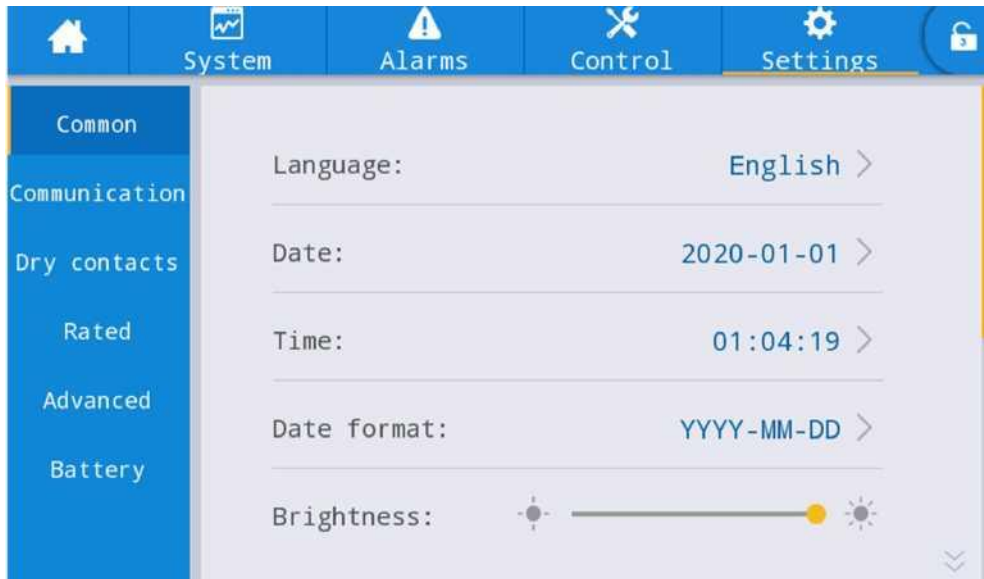 System Alarms Control Settings
3
Common
Communication
Dry contacts
Rated
Advanced
Battery
Language: English
Date: 2020-01-01
Time: 01:04:19
Date format: YYYY-MM-DD
Brightness: